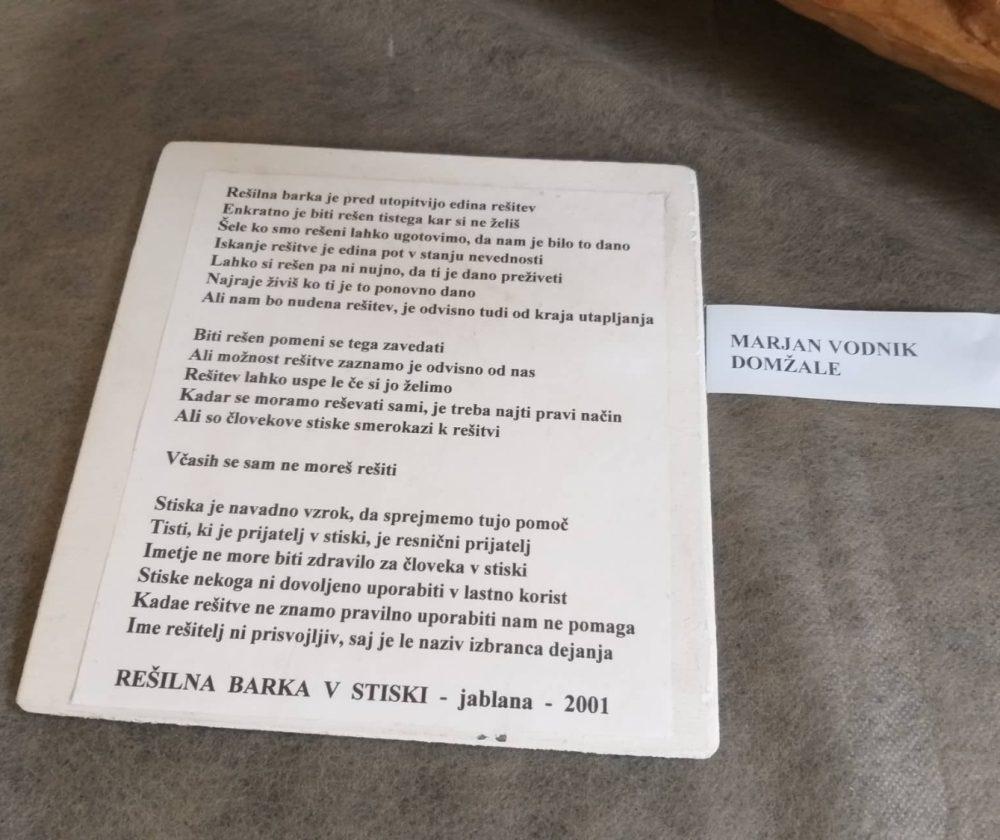 Rešilna barka je pred utopitvijo edina rešitev
Enkratno je biti rešen tistega kar si ne želiš
Šele ko smo rešeni lahko ugotovimo, da nam je bilo to dano
Iskanje rešitve je edina pot v stanju nevednosti
Lahko si rešen pa ni nujno, da ti je dano preživeti
Najraje živiš ko ti je to ponovno dano
Ali nam bo nudena rešitev, je odvisno tudi od kraja utapljanja
Biti rešen pomeni se tega zavedati
Ali možnost rešitve zaznamo je odvisno od nas
Rešitev lahko uspe le če si jo želimo
Kadar se moramo reševati sami, je treba najti pravi način
Ali so človekove stiske smerokazi k rešitvi
Včasih se sam ne moreš rešiti
Stiska je navadno vzrok, da sprejmemo tujo pomoč
Tisti, ki je prijatelj v stiski, je resnični prijatelj
Imetje ne more biti zdravilo za človeka v stiski
Stiske nekoga ni dovoljeno uporabiti v lastno korist
Kadae rešitve ne znamo pravilno uporabiti nam ne pomaga
Ime rešitelj ni prisvojljiv, saj je le naziv izbranca dejanja
REŠILNA BARKA V STISKI - jablana - 2001
MARJAN VODNIK
DOMŽALE